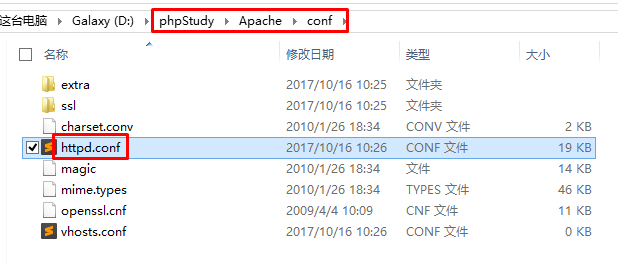 这台电脑 Galaxy (D:) phpStudy Apache conf
名称 修改日期 类型 大小
extra 2017/10/16 10:25 文件夹
ssl 2017/10/16 10:25 文件夹
charset.conv 2010/1/26 18:34 CONV 文件 2 KB
httpd.conf 2017/10/16 10:26 CONF 文件 19 KB
magic 2010/1/26 18:34 文件 14 KB
mime.types 2010/1/26 18:34 TYPES 文件 46 KB
openssl.cnf 2009/4/4 10:09 CNF 文件 11 KB
vhosts.conf 2017/10/16 10:26 CONF 文件 0 KB